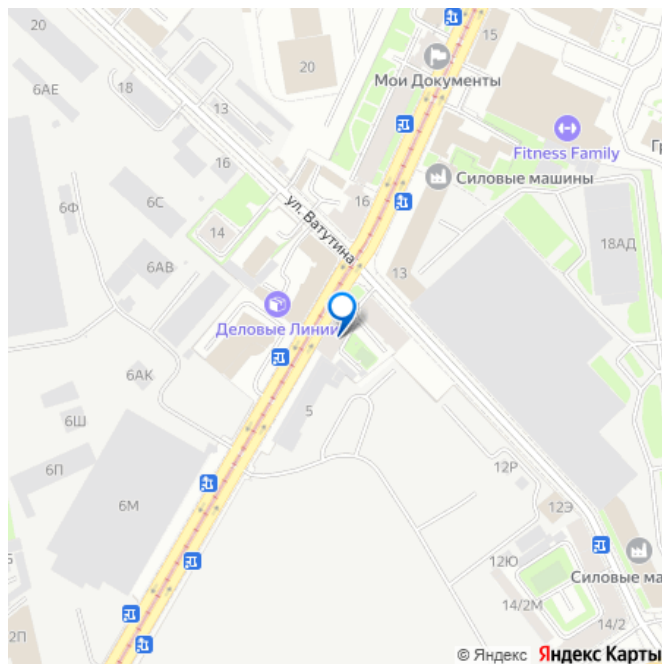 20
15
6АЕ
20
Мои Документы
18
13
Fitness Family
Гр
16
Силовые машины
6Ф
6С
16
ул. Ватутина
14
18АД
6АВ
13
Деловые Линии
6АК
5
6Ш
6П
12Р
6М
12Э
12Ю
Силовые ма
14/2М
2П
14/2
© Яндекс Яндекс Карты